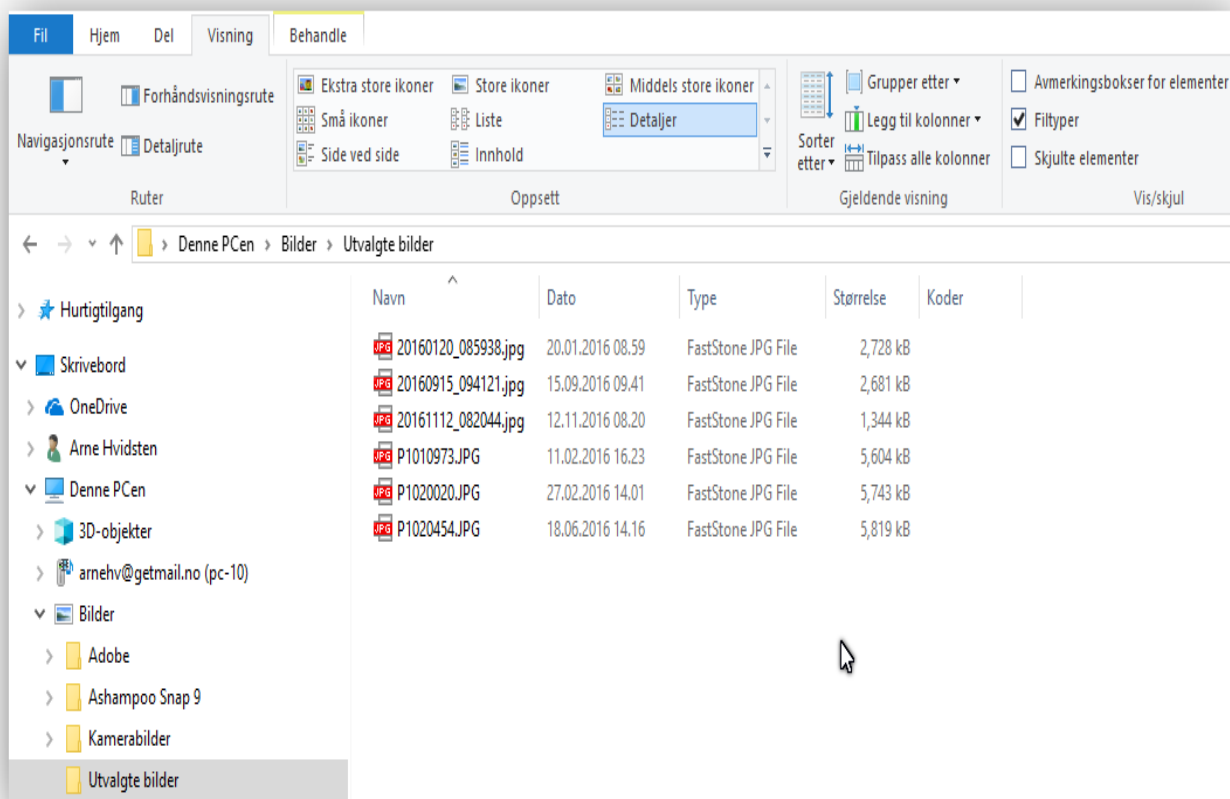 Fil Hjem Del Visning Behandle
Navigasjonsrute
Forhåndsvisningsrute
Detaljrute
Ruter
Ekstra store ikoner Store ikoner Middels store ikoner
Små ikoner Liste Detaljer
Side ved side Innhold
Oppsett
Sorter
etter
Grupper etter
Legg til kolonner
Tilpass alle kolonner
Gjeldende visning
Avmerkingsbokser for elementer
Filtyper
Skjulte elementer
Vis/skjul
Denne PCen > Bilder > Utvalgte bilder
Hurtigtilgang
Skrivebord
OneDrive
Arne Hvidsten
Denne PCen
3D-objekter
arnehv@getmail.no (pc-10)
Bilder
Adobe
Ashampoo Snap 9
Kamerabilder
Utvalgte bilder
Navn Dato Type Størrelse Koder
JPG 20160120_085938.jpg 20.01.2016 08.59 FastStone JPG File 2,728 kB
JPG 20160915_094121.jpg 15.09.2016 09.41 FastStone JPG File 2,681 kB
JPG 20161112_082044.jpg 12.11.2016 08.20 FastStone JPG File 1,344 kB
JPG P1010973.JPG 11.02.2016 16.23 FastStone JPG File 5,604 kB
JPG P1020020.JPG 27.02.2016 14.01 FastStone JPG File 5,743 kB
JPG P1020454.JPG 18.06.2016 14.16 FastStone JPG File 5,819 kB